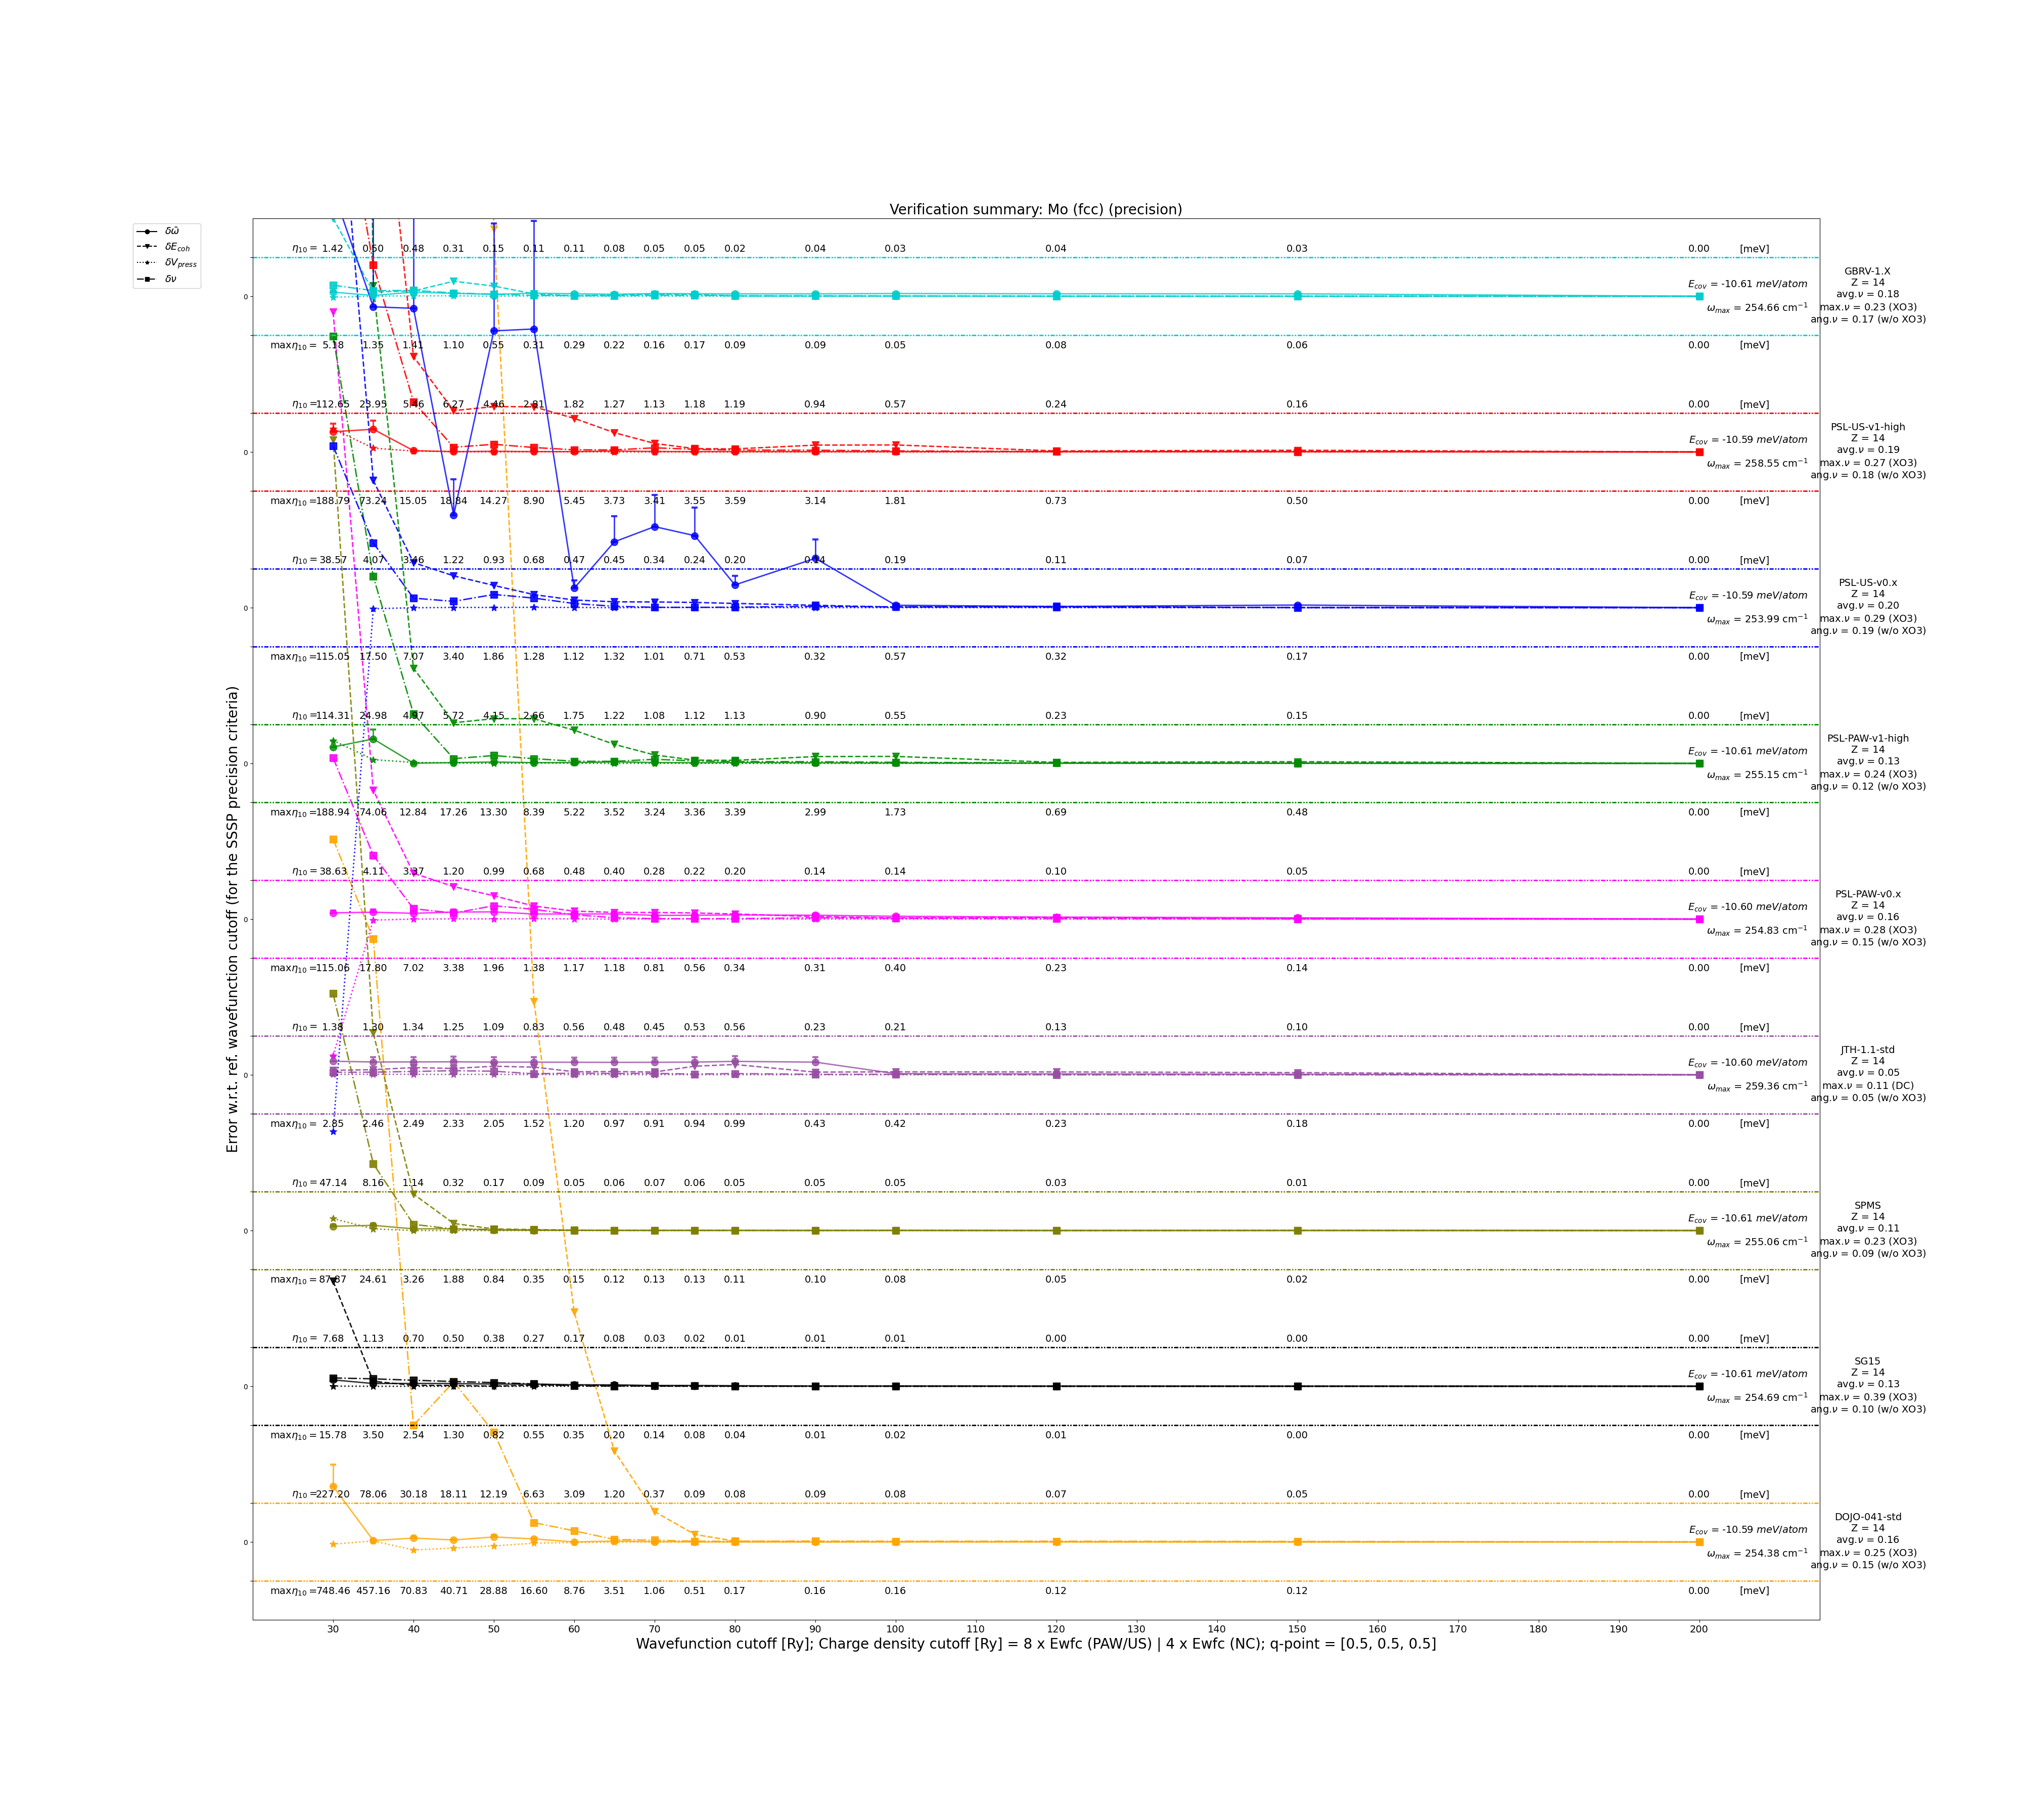 Verification summary: Mo (fcc) (precision)
δω̄
δE_coh
δV_press
δν
Error w.r.t. ref. wavefunction cutoff (for the SSSP precision criteria)
η₁₀ = 1.42 0.50 0.48 0.31 0.15 0.11 0.11 0.08 0.05 0.05 0.02 0.04 0.03 0.04 0.03 0.00 [meV]
0
E_cov = -10.61 meV/atom
ω_max = 254.66 cm⁻¹
maxη₁₀ = 5.18 1.35 1.41 1.10 0.55 0.31 0.29 0.22 0.16 0.17 0.09 0.09 0.05 0.08 0.06 0.00 [meV]
GBRV-1.X
Z = 14
avg.ν = 0.18
max.ν = 0.23 (XO3)
ang.ν = 0.17 (w/o XO3)
η₁₀ = 112.65 23.95 5.46 6.27 4.46 2.81 1.82 1.27 1.13 1.18 1.19 0.94 0.57 0.24 0.16 0.00 [meV]
0
E_cov = -10.59 meV/atom
ω_max = 258.55 cm⁻¹
maxη₁₀ = 188.79 73.24 15.05 18.84 14.27 8.90 5.45 3.73 3.41 3.55 3.59 3.14 1.81 0.73 0.50 0.00 [meV]
PSL-US-v1-high
Z = 14
avg.ν = 0.19
max.ν = 0.27 (XO3)
ang.ν = 0.18 (w/o XO3)
η₁₀ = 38.57 4.07 3.46 1.22 0.93 0.68 0.47 0.45 0.34 0.24 0.20 0.19 0.11 0.07 0.00 [meV]
0
E_cov = -10.59 meV/atom
ω_max = 253.99 cm⁻¹
maxη₁₀ = 115.05 17.50 7.07 3.40 1.86 1.28 1.12 1.32 1.01 0.71 0.53 0.32 0.57 0.32 0.17 0.00 [meV]
PSL-US-v0.x
Z = 14
avg.ν = 0.20
max.ν = 0.29 (XO3)
ang.ν = 0.19 (w/o XO3)
η₁₀ = 114.31 24.98 4.97 5.72 4.15 2.66 1.75 1.22 1.08 1.12 1.13 0.90 0.55 0.23 0.15 0.00 [meV]
0
E_cov = -10.61 meV/atom
ω_max = 255.15 cm⁻¹
maxη₁₀ = 188.94 74.06 12.84 17.26 13.30 8.39 5.22 3.52 3.24 3.36 3.39 2.99 1.73 0.69 0.48 0.00 [meV]
PSL-PAW-v1-high
Z = 14
avg.ν = 0.13
max.ν = 0.24 (XO3)
ang.ν = 0.12 (w/o XO3)
η₁₀ = 38.63 4.11 3.37 1.20 0.99 0.68 0.48 0.40 0.28 0.22 0.20 0.14 0.14 0.10 0.05 0.00 [meV]
0
E_cov = -10.60 meV/atom
ω_max = 254.83 cm⁻¹
maxη₁₀ = 115.06 17.80 7.02 3.38 1.96 1.38 1.17 1.18 0.81 0.56 0.34 0.31 0.40 0.23 0.14 0.00 [meV]
PSL-PAW-v0.x
Z = 14
avg.ν = 0.16
max.ν = 0.28 (XO3)
ang.ν = 0.15 (w/o XO3)
η₁₀ = 1.38 1.30 1.34 1.25 1.09 0.83 0.56 0.48 0.45 0.53 0.56 0.23 0.21 0.13 0.10 0.00 [meV]
0
E_cov = -10.60 meV/atom
ω_max = 259.36 cm⁻¹
maxη₁₀ = 2.85 2.46 2.49 2.33 2.05 1.52 1.20 0.97 0.91 0.94 0.99 0.43 0.42 0.23 0.18 0.00 [meV]
JTH-1.1-std
Z = 14
avg.ν = 0.05
max.ν = 0.11 (DC)
ang.ν = 0.05 (w/o XO3)
η₁₀ = 47.14 8.16 1.14 0.32 0.17 0.09 0.05 0.06 0.07 0.06 0.05 0.05 0.05 0.03 0.01 0.00 [meV]
0
E_cov = -10.61 meV/atom
ω_max = 255.06 cm⁻¹
maxη₁₀ = 87.87 24.61 3.26 1.88 0.84 0.35 0.15 0.12 0.13 0.13 0.11 0.10 0.08 0.05 0.02 0.00 [meV]
SPMS
Z = 14
avg.ν = 0.11
max.ν = 0.23 (XO3)
ang.ν = 0.09 (w/o XO3)
η₁₀ = 7.68 1.13 0.70 0.50 0.38 0.27 0.17 0.08 0.03 0.02 0.01 0.01 0.01 0.00 0.00 0.00 [meV]
0
E_cov = -10.61 meV/atom
ω_max = 254.69 cm⁻¹
maxη₁₀ = 15.78 3.50 2.54 1.30 0.82 0.55 0.35 0.20 0.14 0.08 0.04 0.01 0.02 0.01 0.00 0.00 [meV]
SG15
Z = 14
avg.ν = 0.13
max.ν = 0.39 (XO3)
ang.ν = 0.10 (w/o XO3)
η₁₀ = 227.20 78.06 30.18 18.11 12.19 6.63 3.09 1.20 0.37 0.09 0.08 0.09 0.08 0.07 0.05 0.00 [meV]
0
E_cov = -10.59 meV/atom
ω_max = 254.38 cm⁻¹
maxη₁₀ = 748.46 457.16 70.83 40.71 28.88 16.60 8.76 3.51 1.06 0.51 0.17 0.16 0.16 0.12 0.12 0.00 [meV]
DOJO-041-std
Z = 14
avg.ν = 0.16
max.ν = 0.25 (XO3)
ang.ν = 0.15 (w/o XO3)
30 40 50 60 70 80 90 100 110 120 130 140 150 160 170 180 190 200
Wavefunction cutoff [Ry]; Charge density cutoff [Ry] = 8 x Ewfc (PAW/US) | 4 x Ewfc (NC); q-point = [0.5, 0.5, 0.5]